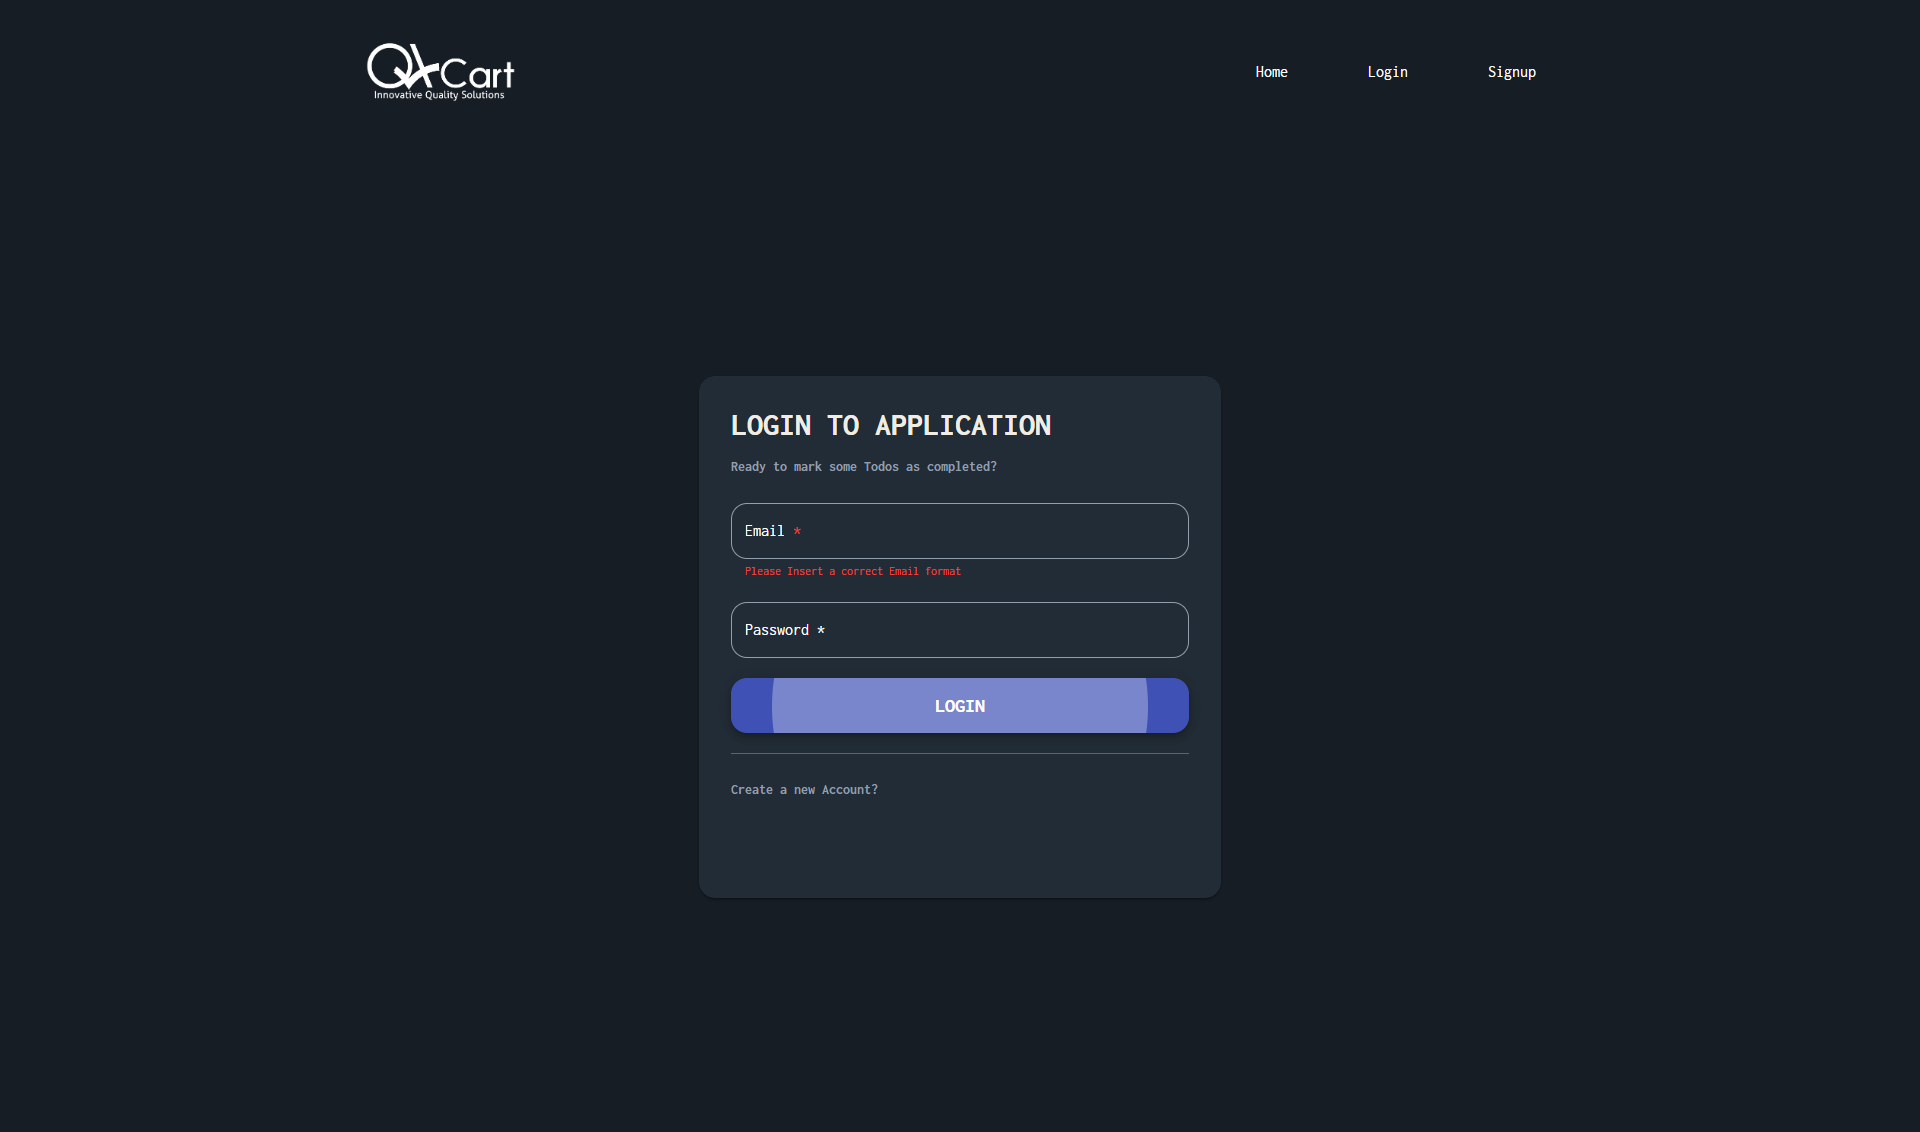 QACart
Innovative Quality Solutions
Home
Login
Signup
LOGIN TO APPLICATION
Ready to mark some Todos as completed?
Email *
Please Insert a correct Email format
Password *
LOGIN
Create a new Account?